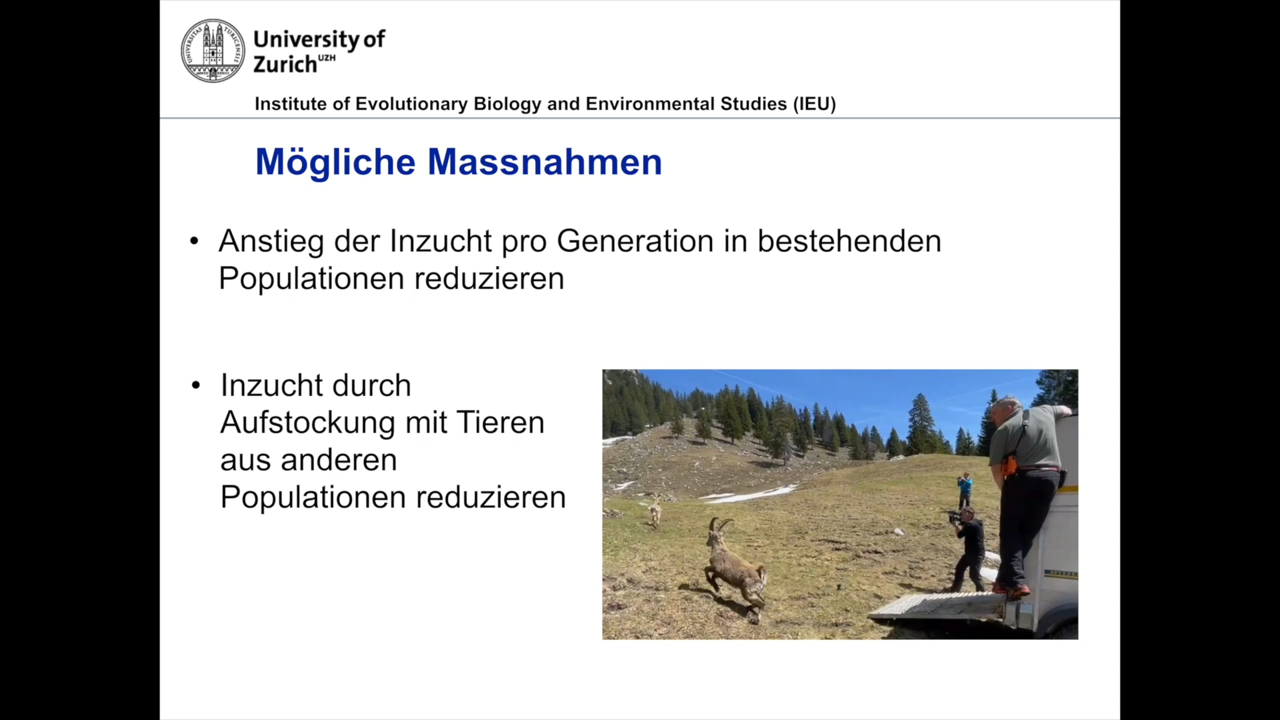 University of
Zurich UZH
Institute of Evolutionary Biology and Environmental Studies (IEU)
Mögliche Massnahmen
• Anstieg der Inzucht pro Generation in bestehenden
Populationen reduzieren
• Inzucht durch
Aufstockung mit Tieren
aus anderen
Populationen reduzieren